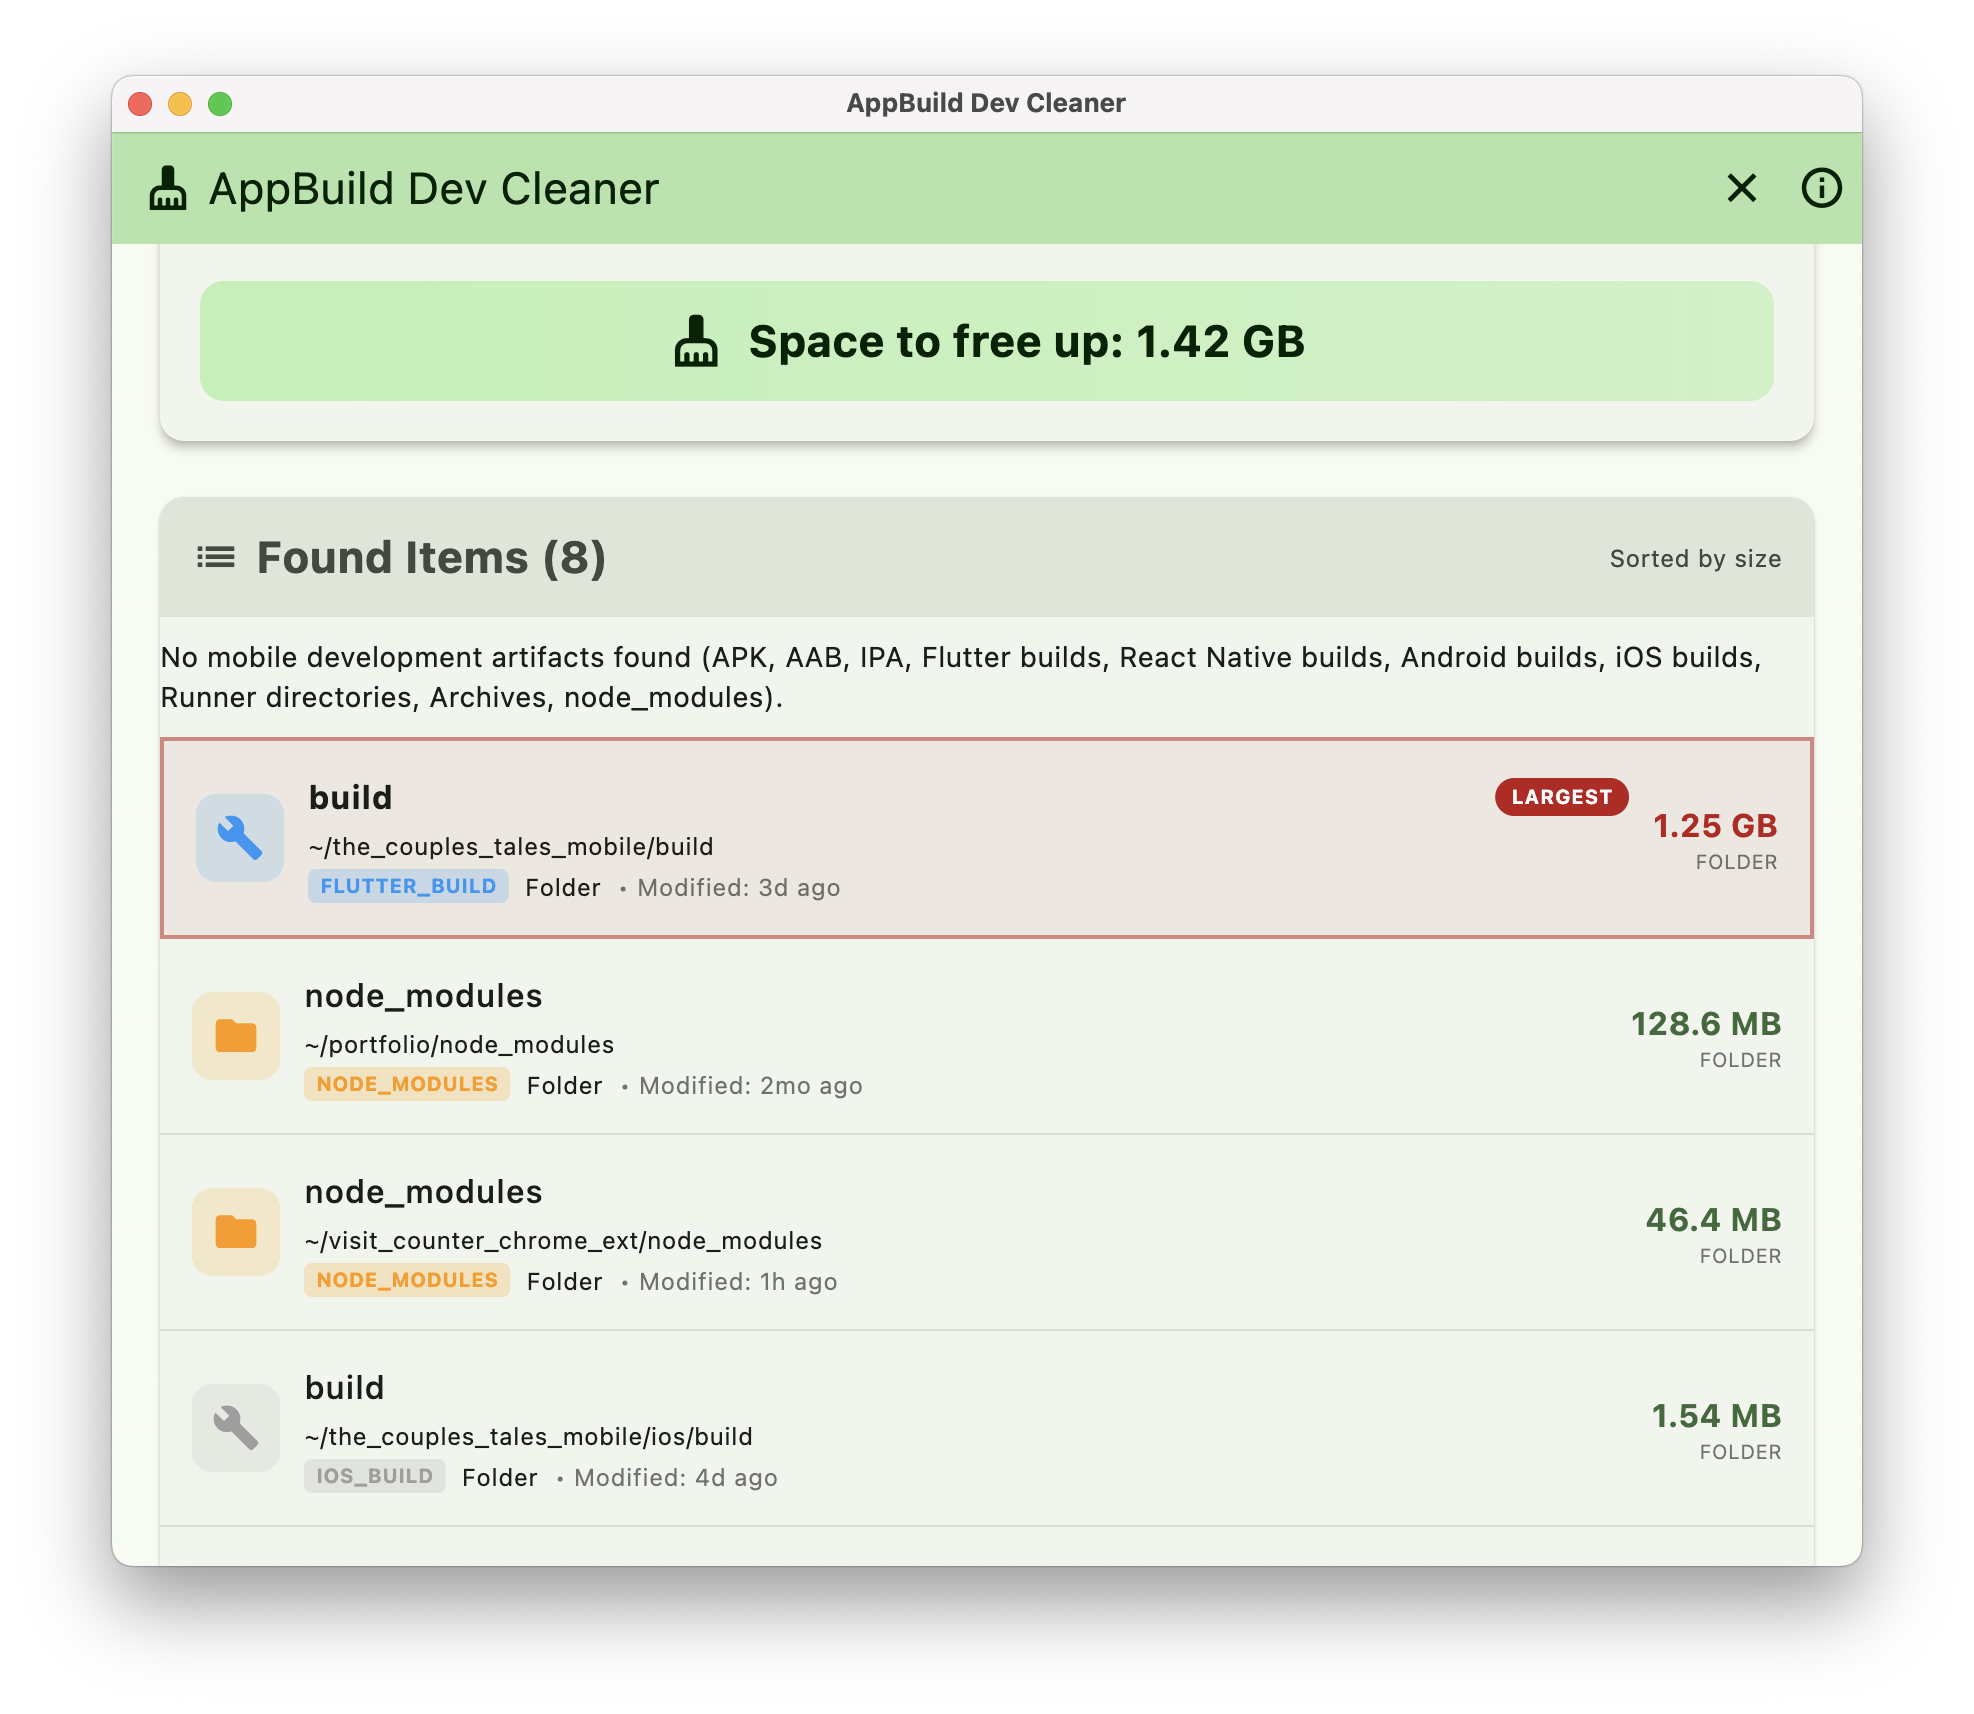 AppBuild Dev Cleaner
AppBuild Dev Cleaner
Space to free up: 1.42 GB
Found Items (8)
Sorted by size
No mobile development artifacts found (APK, AAB, IPA, Flutter builds, React Native builds, Android builds, iOS builds,
Runner directories, Archives, node_modules).
build
LARGEST
1.25 GB
~/the_couples_tales_mobile/build
FOLDER
FLUTTER_BUILD Folder • Modified: 3d ago
node_modules
128.6 MB
~/portfolio/node_modules
FOLDER
NODE_MODULES Folder • Modified: 2mo ago
node_modules
46.4 MB
~/visit_counter_chrome_ext/node_modules
FOLDER
NODE_MODULES Folder • Modified: 1h ago
build
1.54 MB
~/the_couples_tales_mobile/ios/build
FOLDER
IOS_BUILD Folder • Modified: 4d ago